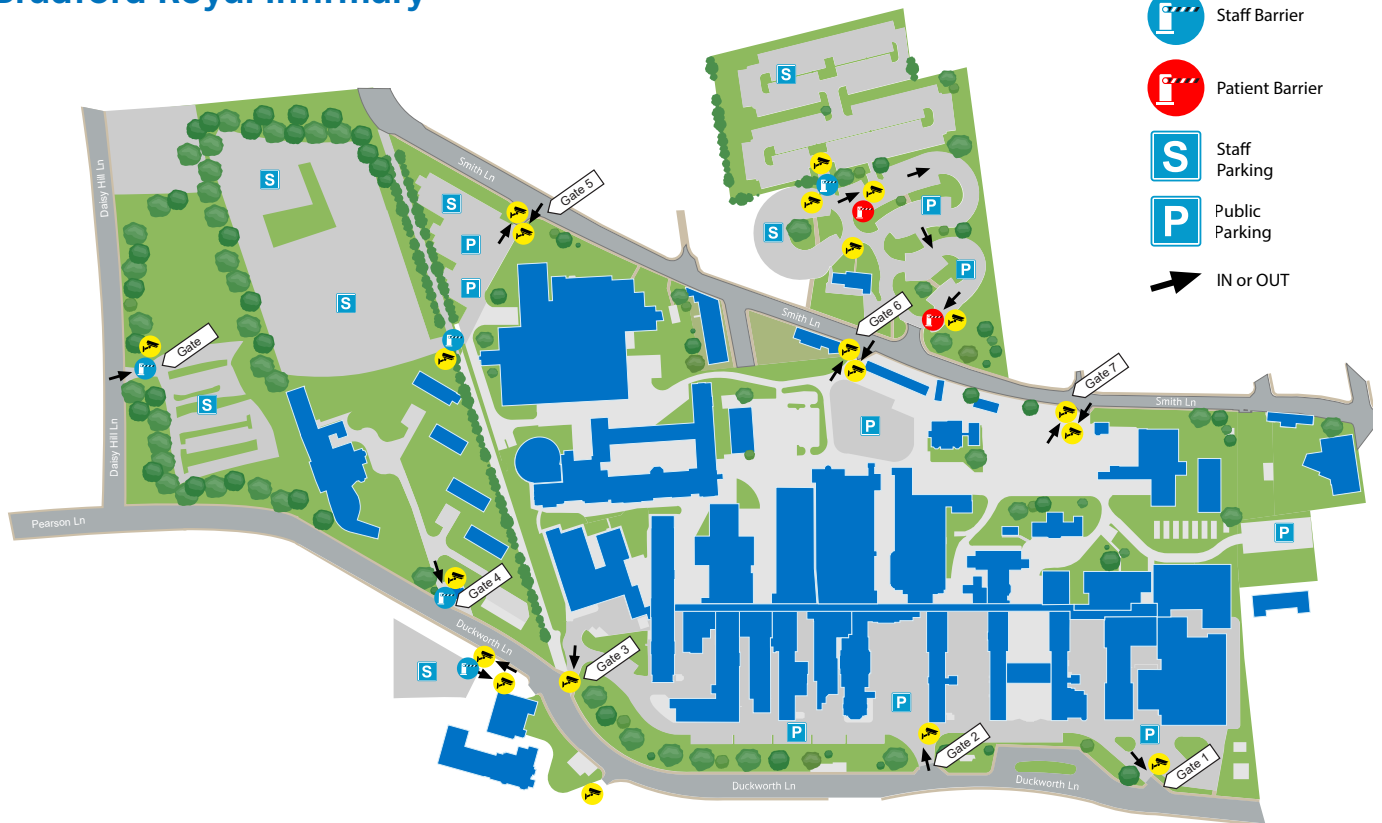 Bradford Royal Infirmary
Staff Barrier
Patient Barrier
S
Staff
Parking
P
Public
Parking
IN or OUT
S
Daisy Hill Ln
Smith Ln
Gate 5
S
S
P
S
P
S
P
P
S
Smith Ln
Gate 6
Gate
Gate 7
Smith Ln
S
P
Daisy Hill Ln
Pearson Ln
P
Gate 4
Duckworth Ln
Gate 3
S
P
P
P
Gate 2
Gate 1
Duckworth Ln
Duckworth Ln